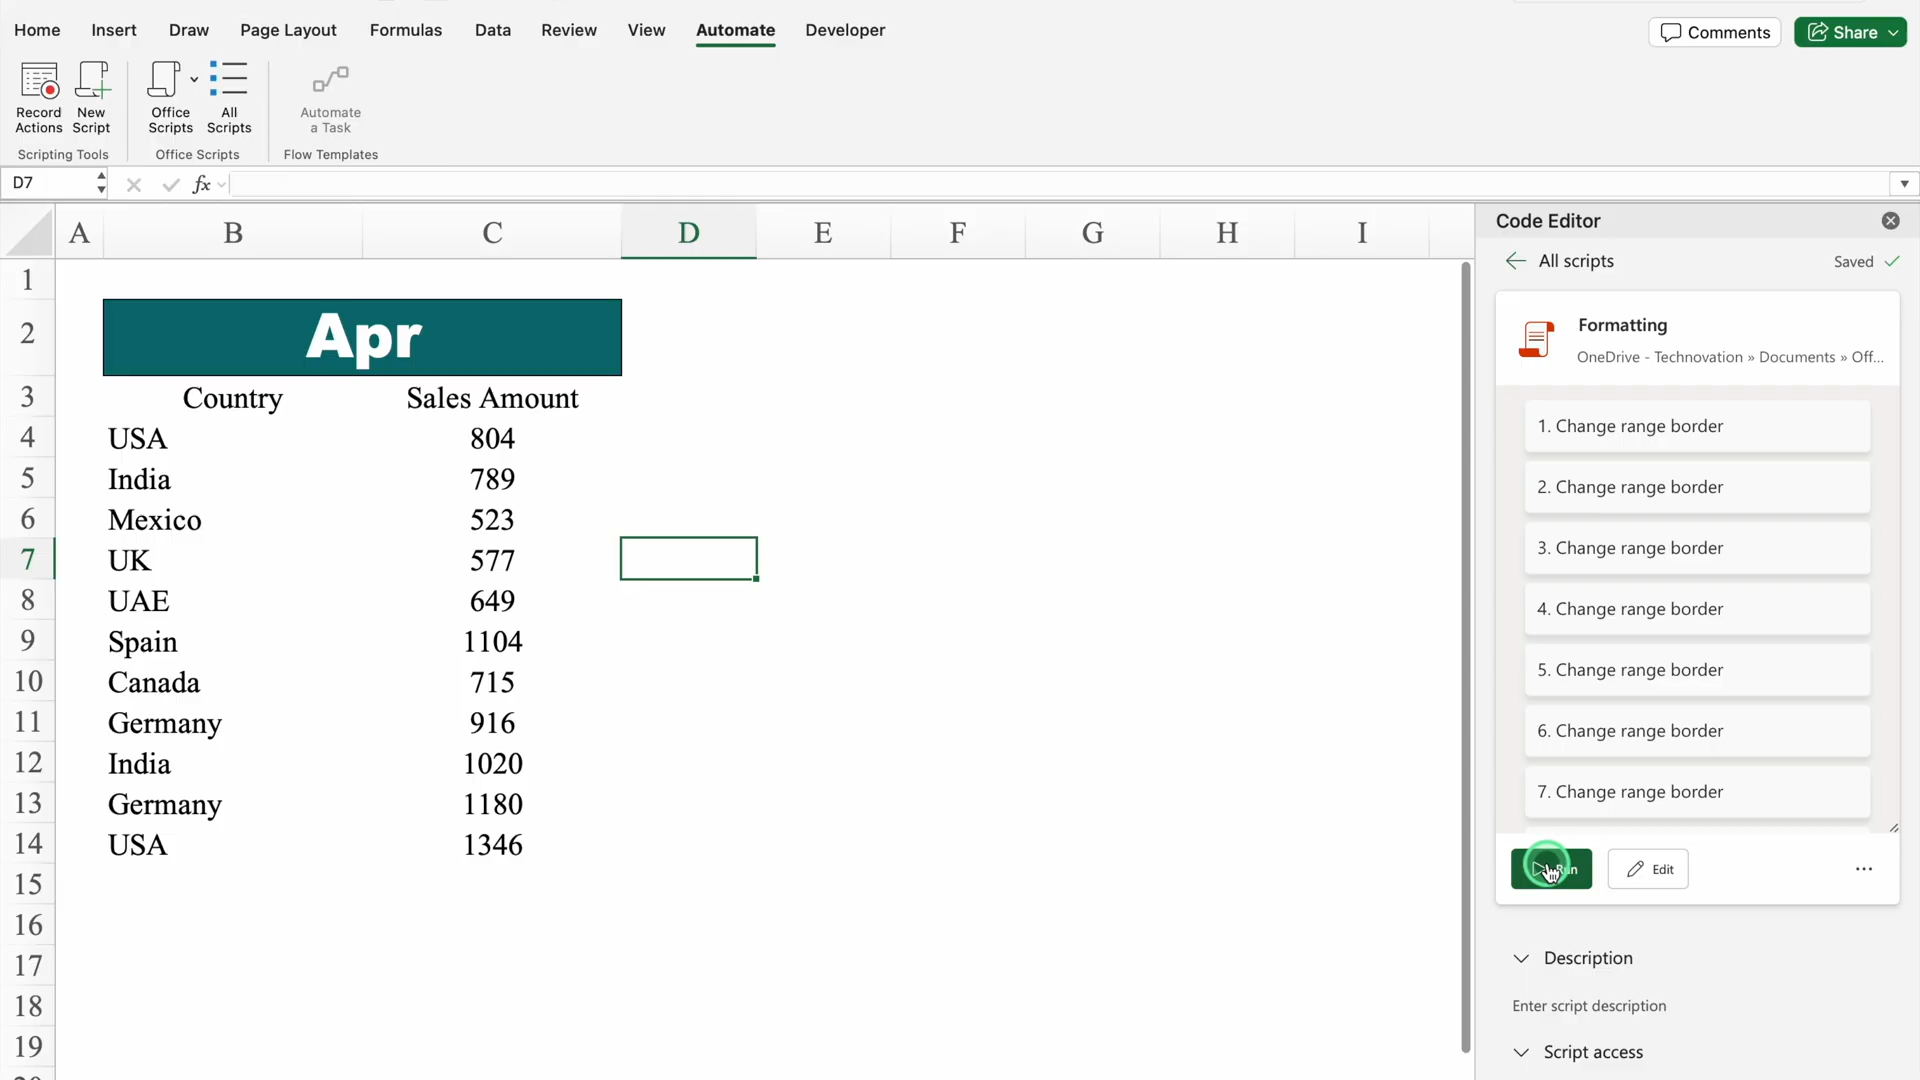 Home Insert Draw Page Layout Formulas Data Review View Automate Developer
Comments Share
Record Actions
New Script
Office Scripts
All Scripts
Automate a Task
Scripting Tools Office Scripts Flow Templates
D7 fx
Code Editor
All scripts Saved
A B C D E F G H I
1
2 Apr
3 Country Sales Amount
4 USA 804
5 India 789
6 Mexico 523
7 UK 577
8 UAE 649
9 Spain 1104
10 Canada 715
11 Germany 916
12 India 1020
13 Germany 1180
14 USA 1346
15
16
17
18
19
Formatting
OneDrive - Technovation » Documents » Off...
1. Change range border
2. Change range border
3. Change range border
4. Change range border
5. Change range border
6. Change range border
7. Change range border
Edit
Description
Enter script description
Script access